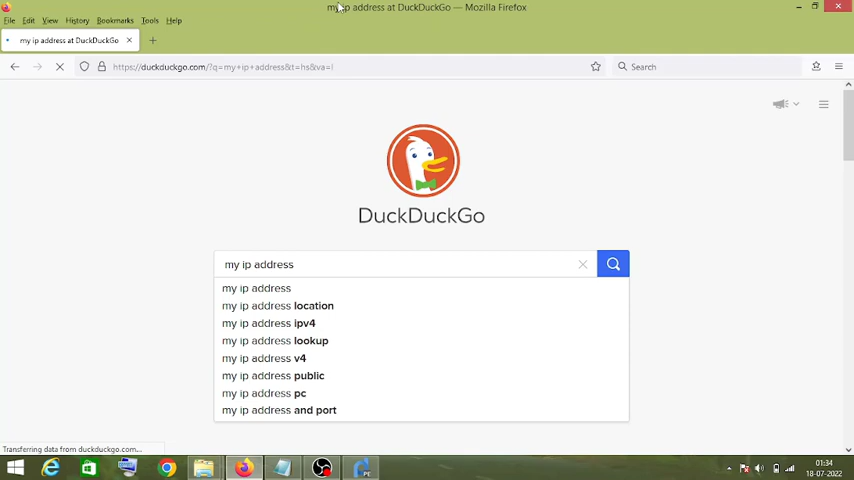 my ip address at DuckDuckGo — Mozilla Firefox
File Edit View History Bookmarks Tools Help
my ip address at DuckDuckGo
https://duckduckgo.com/?q=my+ip+address&t=hs&va=
Search
DuckDuckGo
my ip address
my ip address
my ip address location
my ip address ipv4
my ip address lookup
my ip address v4
my ip address public
my ip address pc
my ip address and port
Transferring data from duckduckgo.com...
PE
01:34
18-07-2022